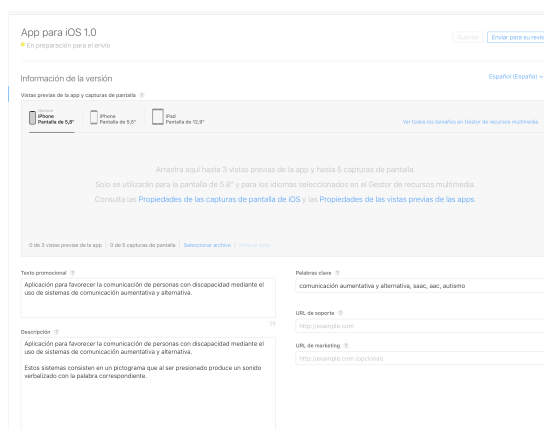 App para iOS 1.0
En preparación para el envío
Guardar
Enviar para su revis
Información de la versión
Español (España)
Vistas previas de la app y capturas de pantalla ?
Opcional
iPhone
Pantalla de 5,8"
iPhone
Pantalla de 5,5"
iPad
Pantalla de 12,9"
Ver todos los tamaños en Gestor de recursos multimedia
Arrastra aquí hasta 3 vistas previas de la app y hasta 5 capturas de pantalla.
Solo se utilizarán para la pantalla de 5,8" y para los idiomas seleccionados en el Gestor de recursos multimedia.
Consulta las Propiedades de las capturas de pantalla de iOS y las Propiedades de las vistas previas de las apps.
0 de 3 vistas previas de la app | 0 de 5 capturas de pantalla | Seleccionar archivo | Eliminar todo
Texto promocional ?
Aplicación para favorecer la comunicación de personas con discapacidad mediante el
uso de sistemas de comunicación aumentativa y alternativa.
Descripción ?
Aplicación para favorecer la comunicación de personas con discapacidad mediante el
uso de sistemas de comunicación aumentativa y alternativa.
Estos sistemas consisten en un pictograma que al ser presionado produce un sonido
verbalizado con la palabra correspondiente.
Palabras clave ?
comunicación aumentativa y alternativa, saac, aac, autismo
URL de soporte ?
http://example.com
URL de marketing ?
http://example.com (opcional)